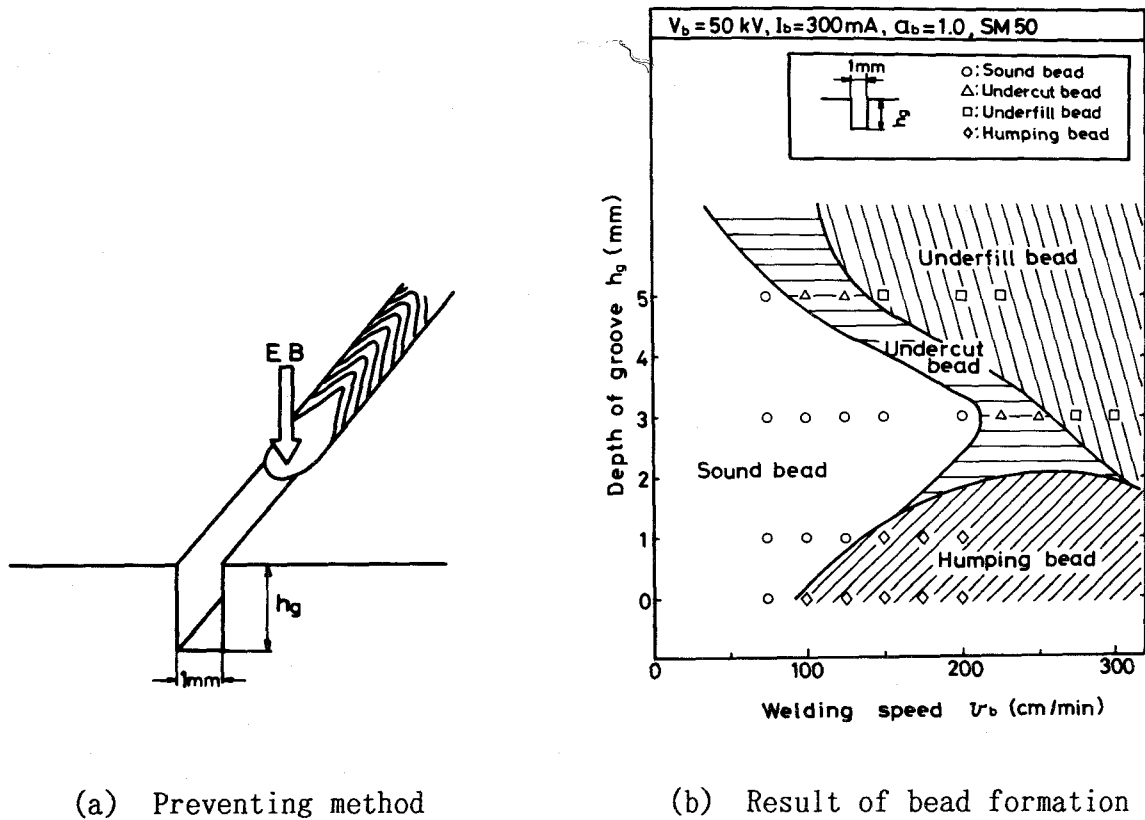 E B
hg
1mm
(a) Preventing method
Vb=50 kV, Ib=300mA, ab=1.0, SM50
1mm
hg
○:Sound bead
△:Undercut bead
□:Underfill bead
◇:Humping bead
Depth of groove hg (mm)
5
4
3
2
1
0
Underfill bead
Undercut
bead
Sound bead
Humping bead
0
100
200
300
Welding speed vb (cm/min)
(b) Result of bead formation